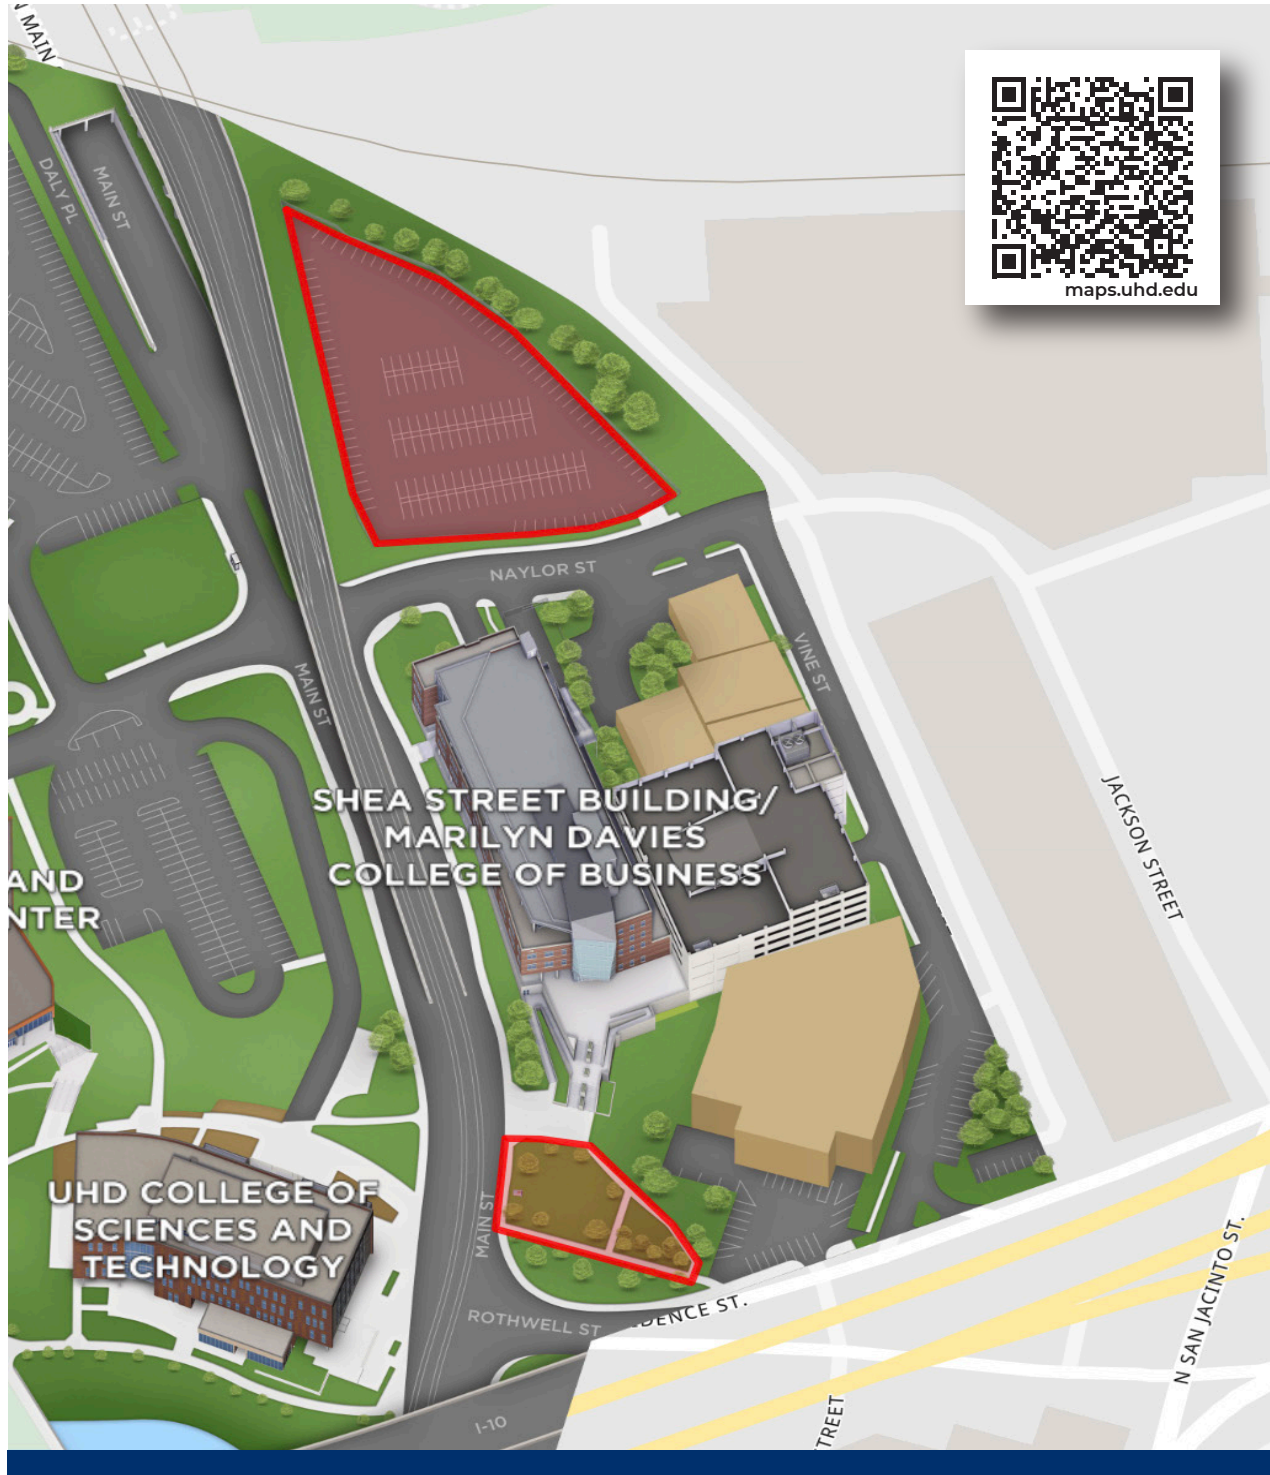 N MAIN
maps.uhd.edu
DALY PL
MAIN ST
NAYLOR ST
VINE ST
MAIN ST
JACKSON STREET
SHEA STREET BUILDING/
MARILYN DAVIES
COLLEGE OF BUSINESS
AND
NTER
UHD COLLEGE OF
SCIENCES AND
TECHNOLOGY
MAIN ST
ROTHWELL ST
DENCE ST.
N SAN JACINTO ST.
I-10
TREET